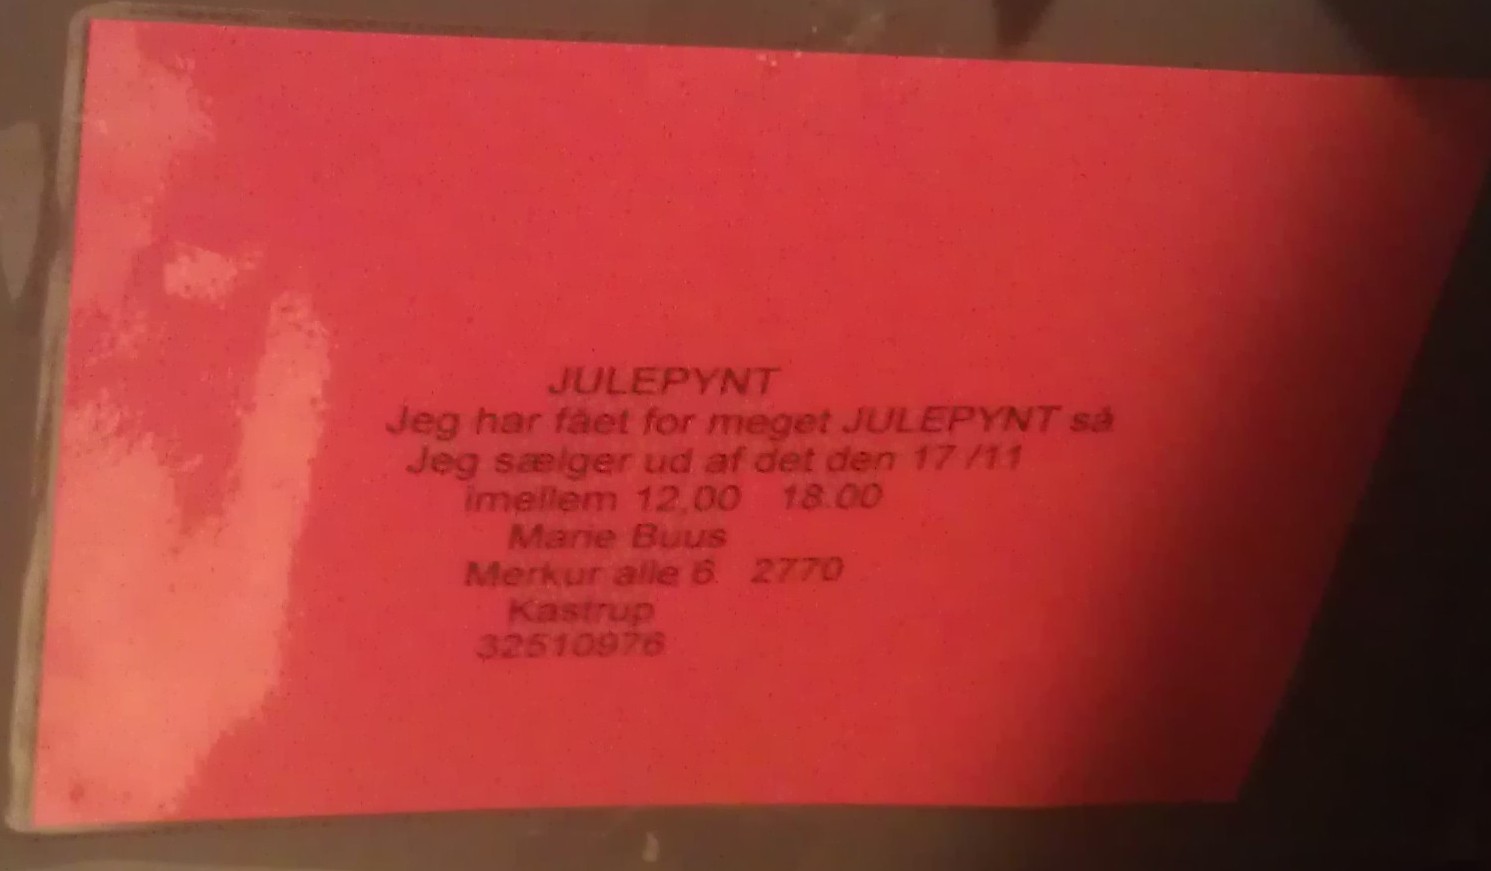 JULEPYNT
Jeg har fået for meget JULEPYNT så
Jeg sælger ud af det den 17 /11
imellem 12.00 18.00
Marie Buus
Merkur alle 6. 2770
Kastrup
32510976